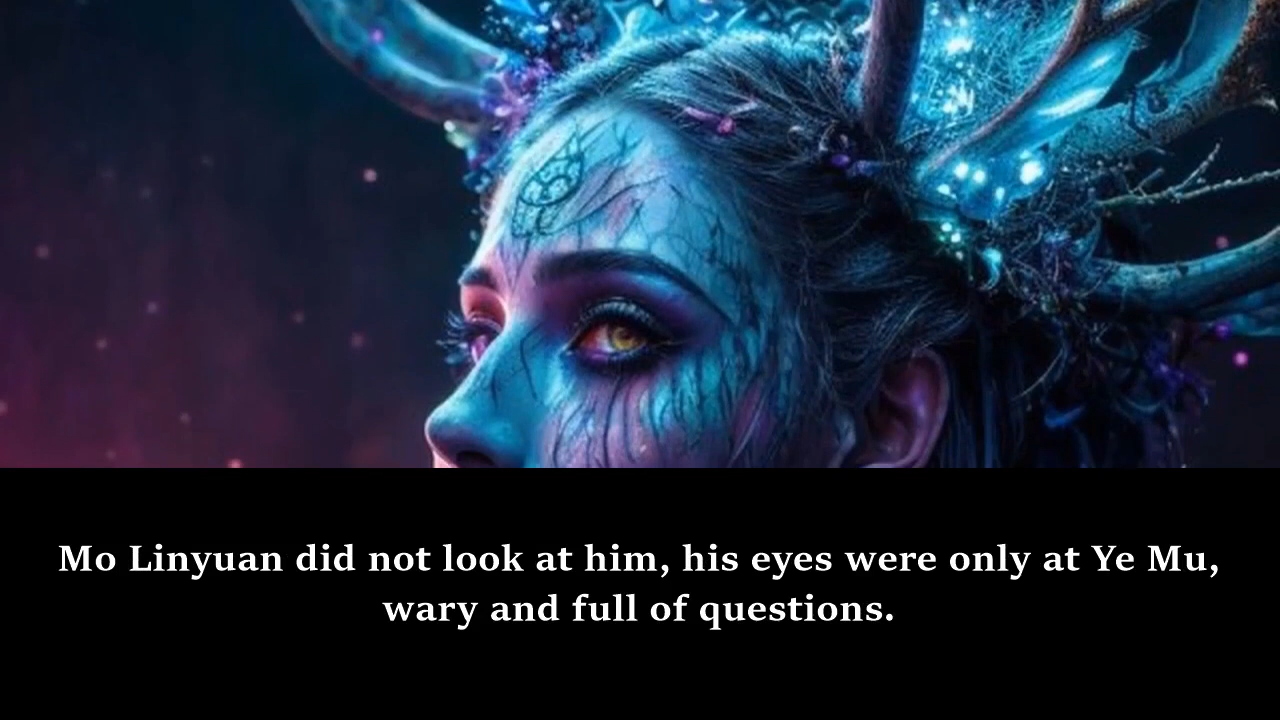 Mo Linyuan did not look at him, his eyes were only at Ye Mu,
wary and full of questions.